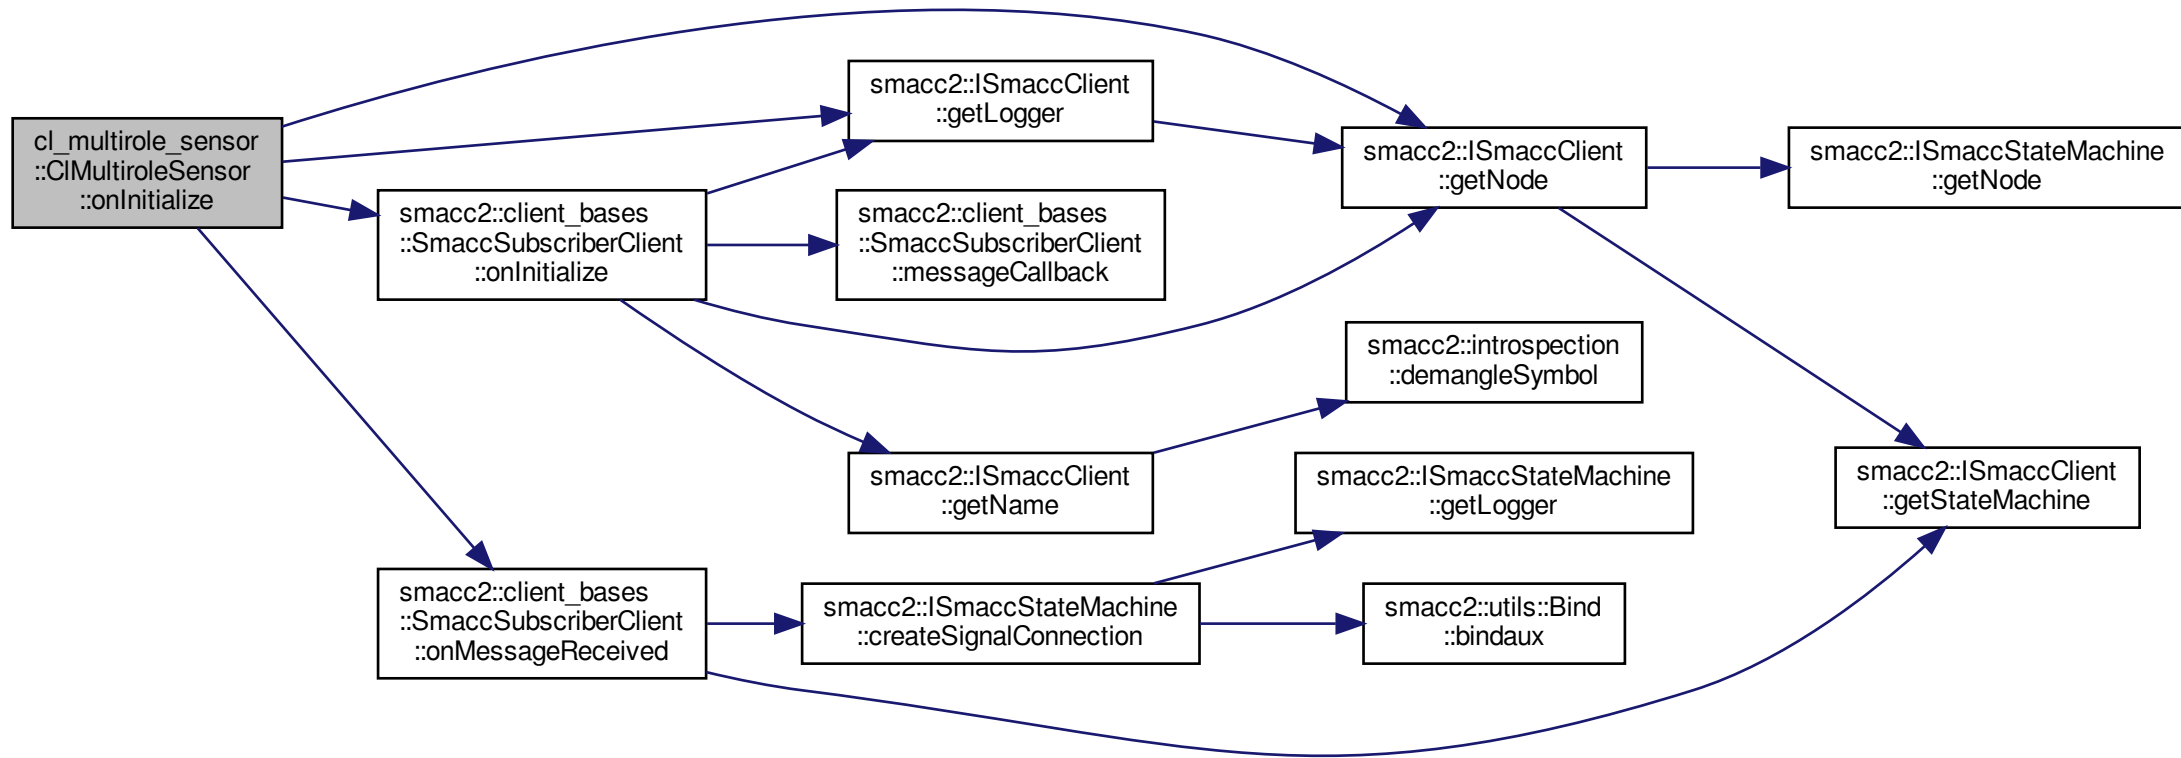 cl_multirole_sensor
::ClMultiroleSensor
::onInitialize
smacc2::ISmaccClient
::getLogger
smacc2::ISmaccClient
::getNode
smacc2::ISmaccStateMachine
::getNode
smacc2::client_bases
::SmaccSubscriberClient
::onInitialize
smacc2::client_bases
::SmaccSubscriberClient
::messageCallback
smacc2::introspection
::demangleSymbol
smacc2::ISmaccClient
::getName
smacc2::ISmaccStateMachine
::getLogger
smacc2::ISmaccClient
::getStateMachine
smacc2::client_bases
::SmaccSubscriberClient
::onMessageReceived
smacc2::ISmaccStateMachine
::createSignalConnection
smacc2::utils::Bind
::bindaux